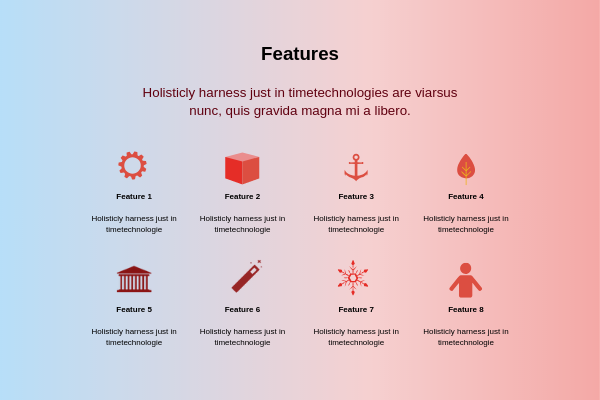 Features
Holisticly harness just in timetechnologies are viarsus
nunc, quis gravida magna mi a libero.
Feature 1
Holisticly harness just in
timetechnologie
Feature 2
Holisticly harness just in
timetechnologie
Feature 3
Holisticly harness just in
timetechnologie
Feature 4
Holisticly harness just in
timetechnologie
Feature 5
Holisticly harness just in
timetechnologie
Feature 6
Holisticly harness just in
timetechnologie
Feature 7
Holisticly harness just in
timetechnologie
Feature 8
Holisticly harness just in
timetechnologie